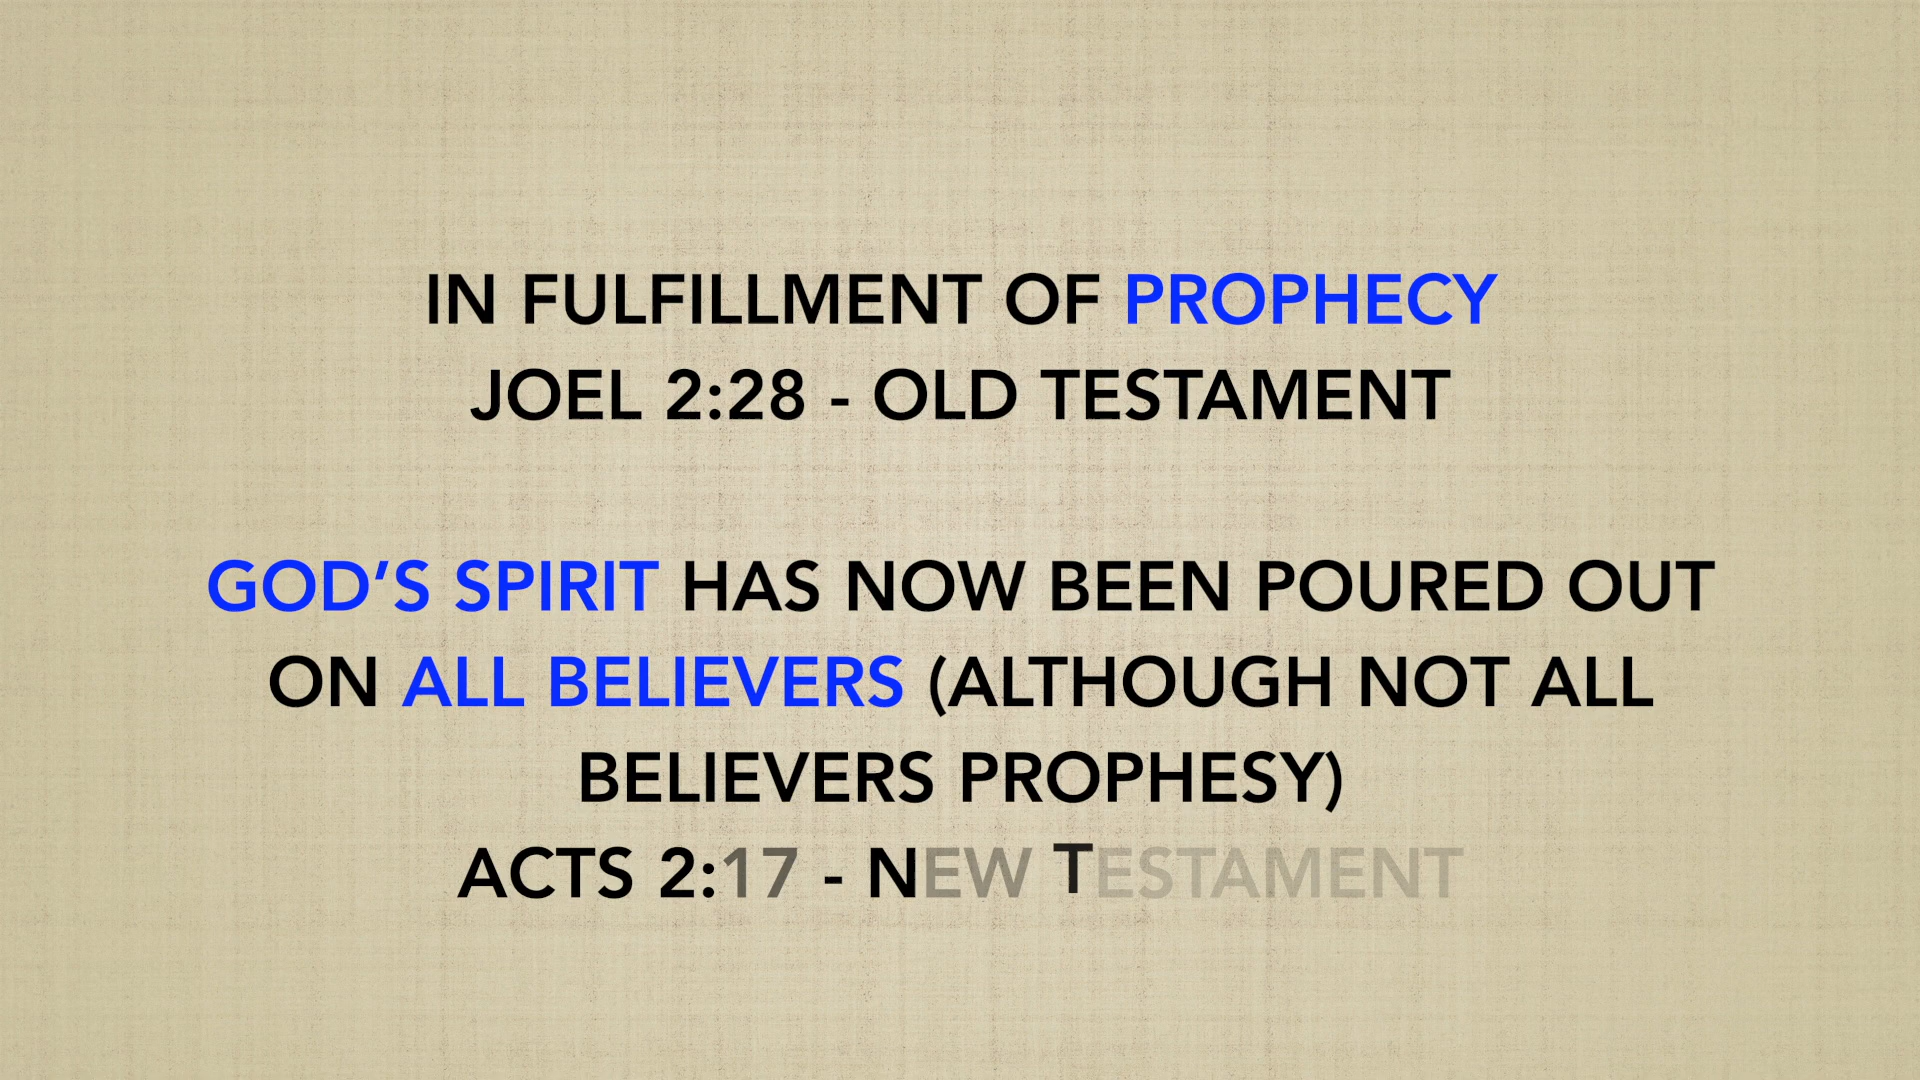 IN FULFILLMENT OF PROPHECY
JOEL 2:28 - OLD TESTAMENT
GOD’S SPIRIT HAS NOW BEEN POURED OUT
ON ALL BELIEVERS (ALTHOUGH NOT ALL
BELIEVERS PROPHESY)
ACTS 2:17 - NEW TESTAMENT